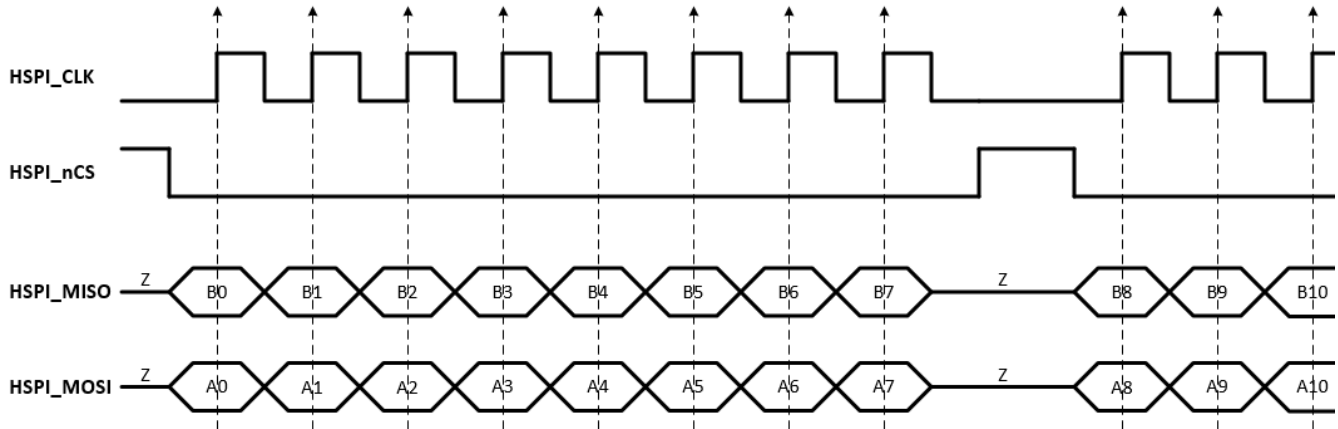 HSPI_CLK
HSPI_nCS
HSPI_MISO Z B0 B1 B2 B3 B4 B5 B6 B7 Z B8 B9 B10
HSPI_MOSI Z A0 A1 A2 A3 A4 A5 A6 A7 Z A8 A9 A10